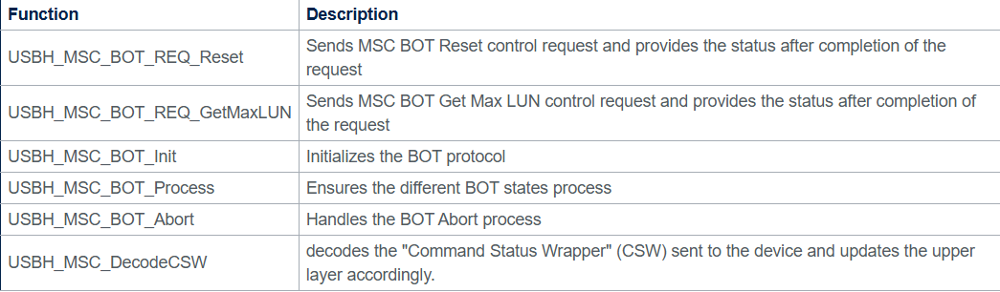 Function Description
USBH_MSC_BOT_REQ_Reset Sends MSC BOT Reset control request and provides the status after completion of the
request
USBH_MSC_BOT_REQ_GetMaxLUN Sends MSC BOT Get Max LUN control request and provides the status after completion of
the request
USBH_MSC_BOT_Init Initializes the BOT protocol
USBH_MSC_BOT_Process Ensures the different BOT states process
USBH_MSC_BOT_Abort Handles the BOT Abort process
USBH_MSC_DecodeCSW decodes the "Command Status Wrapper" (CSW) sent to the device and updates the upper
layer accordingly.